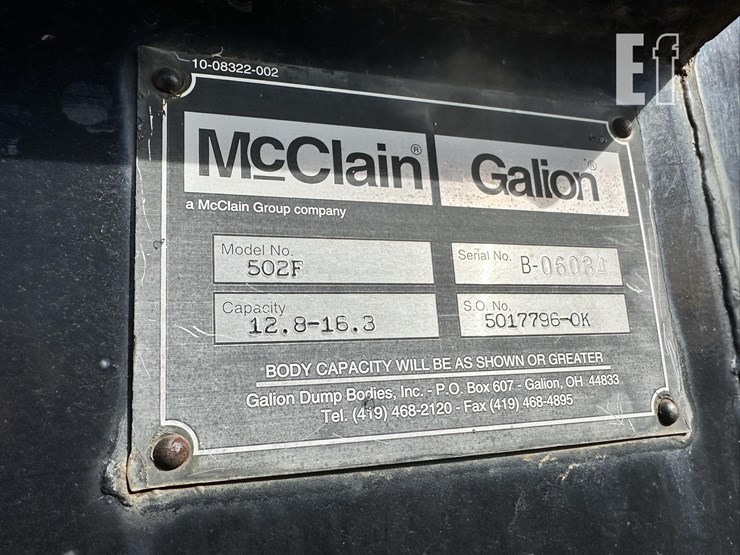 Ef
10-08322-002
McClain® Galion®
a McClain Group company
Model No. 502F
Serial No. B-06034
Capacity 12.8-16.3
S.O. No. 5017796-OK
BODY CAPACITY WILL BE AS SHOWN OR GREATER
Galion Dump Bodies, Inc. - P.O. Box 607 - Galion, OH 44833
Tel. (419) 468-2120 - Fax (419) 468-4895